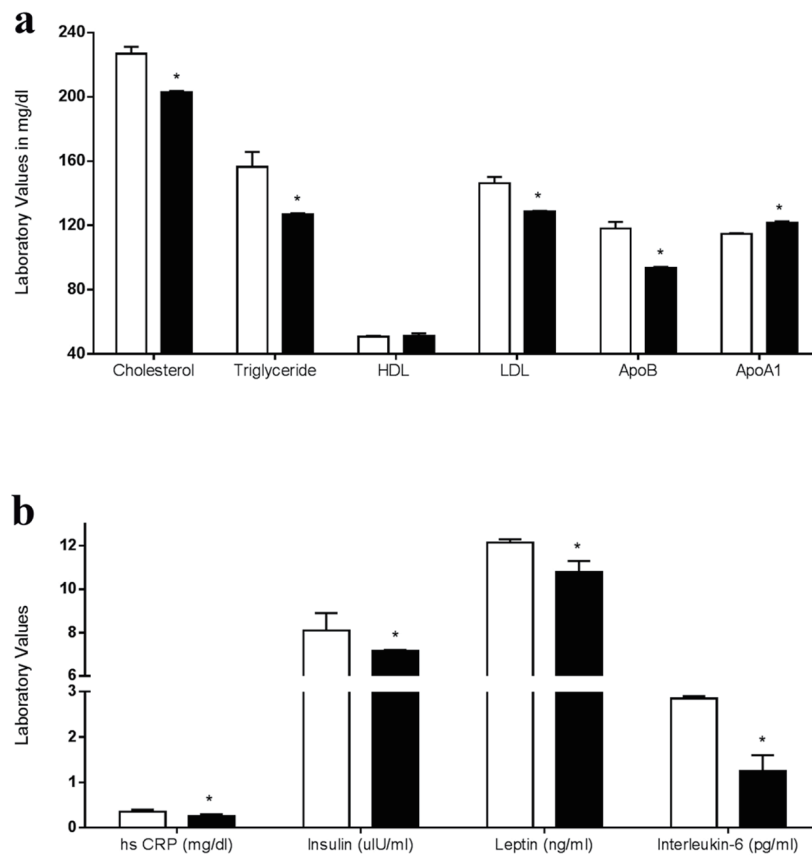 a
Laboratory Values in mg/dl
240
200
160
120
80
40
* * * * *
Cholesterol Triglyceride HDL LDL ApoB ApoA1
b
Laboratory Values
12
10
8
6
3
2
1
0
* * * *
hs CRP (mg/dl) Insulin (uIU/ml) Leptin (ng/ml) Interleukin-6 (pg/ml)